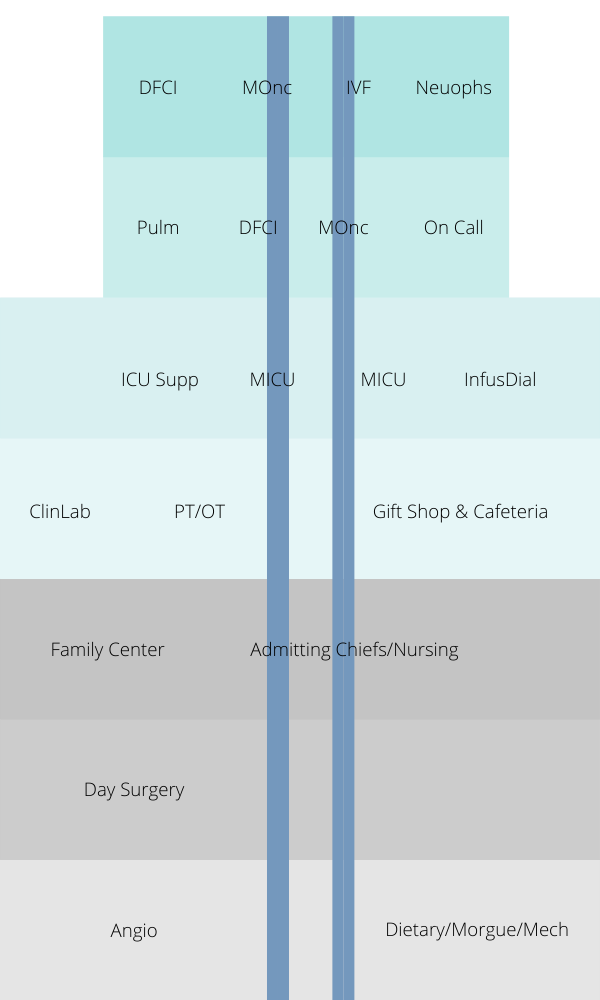 DFCI MOnc IVF Neuophs
Pulm DFCI MOnc On Call
ICU Supp MICU MICU InfusDial
ClinLab PT/OT Gift Shop & Cafeteria
Family Center Admitting Chiefs/Nursing
Day Surgery
Angio Dietary/Morgue/Mech